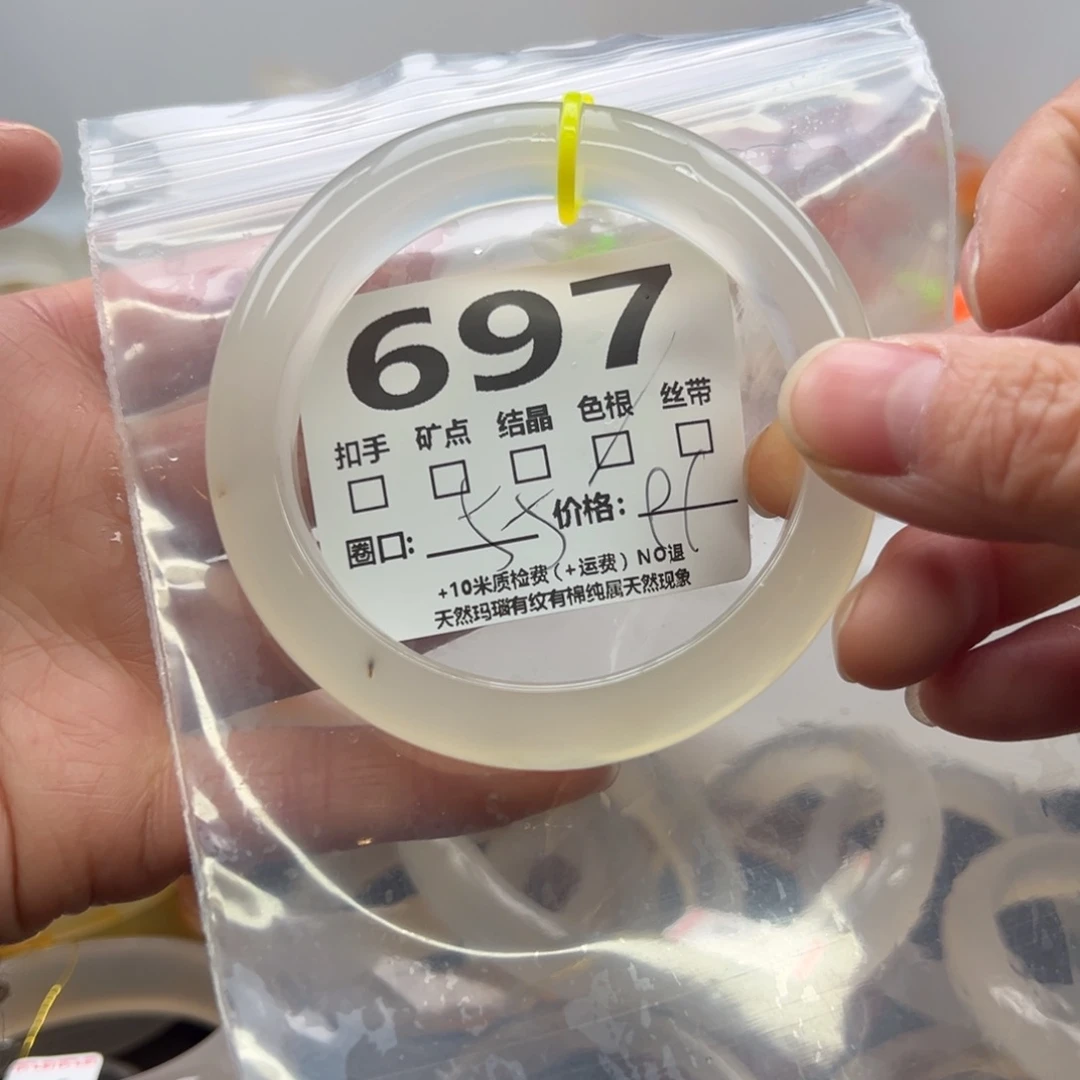 697
扣手 矿点 结晶 色根 丝带
圈口: 55 价格:
+10米质检费(+运费)NO退
天然玛瑙有纹有棉纯属天然现象